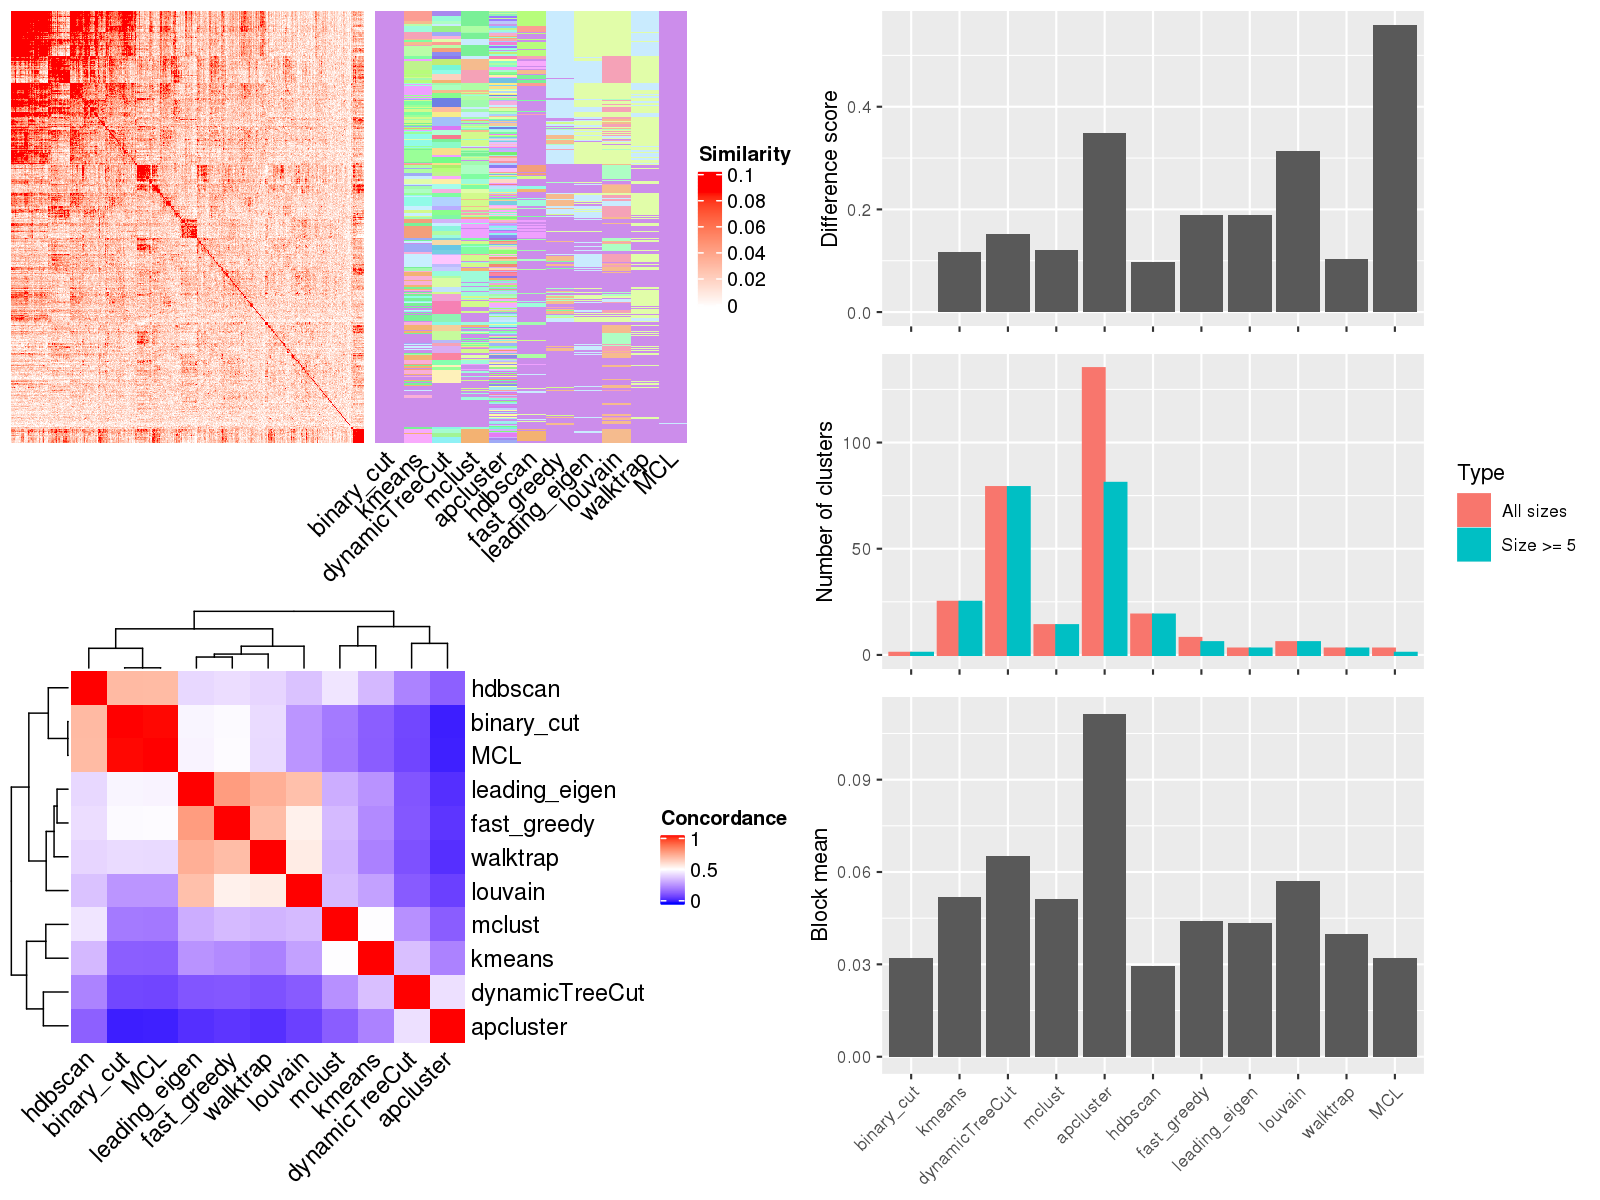 Similarity
0.1
0.08
0.06
0.04
0.02
0
binary_cut
kmeans
dynamicTreeCut
mclust
apcluster
hdbscan
fast_greedy
leading_eigen
louvain
walktrap
MCL
hdbscan
binary_cut
MCL
leading_eigen
fast_greedy
walktrap
louvain
mclust
kmeans
dynamicTreeCut
apcluster
hdbscan
binary_cut
MCL
leading_eigen
fast_greedy
walktrap
louvain
mclust
kmeans
dynamicTreeCut
apcluster
Concordance
1
0.5
0
Difference score
0.4
0.2
0.0
Number of clusters
100
50
0
Type
All sizes
Size >= 5
Block mean
0.09
0.06
0.03
0.00
binary_cut
kmeans
dynamicTreeCut
mclust
apcluster
hdbscan
fast_greedy
leading_eigen
louvain
walktrap
MCL